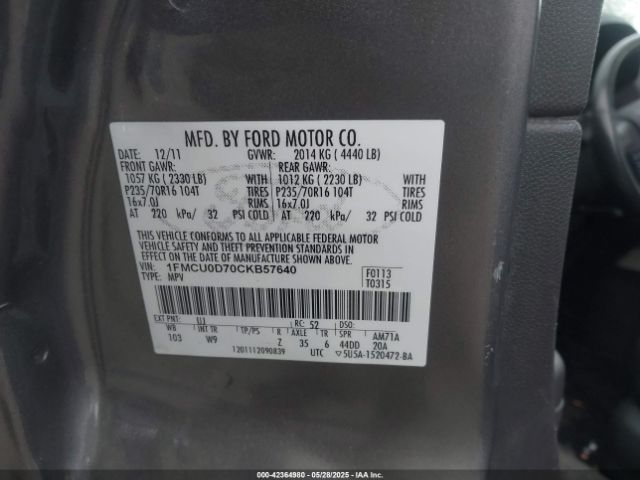 MFD. BY FORD MOTOR CO.
DATE: 12/11 GVWR: 2014 KG ( 4440 LB)
FRONT GAWR: REAR GAWR:
1057 KG ( 2330 LB) WITH 1012 KG ( 2230 LB) WITH
P235/70R16 104T TIRES P235/70R16 104T TIRES
16x7.0J RIMS 16x7.0J RIMS
AT 220 kPa/ 32 PSI COLD AT 220 kPa/ 32 PSI COLD
THIS VEHICLE CONFORMS TO ALL APPLICABLE FEDERAL MOTOR
VEHICLE SAFETY AND THEFT PREVENTION STANDARDS IN
EFFECT ON THE DATE OF MANUFACTURE SHOWN ABOVE.
VIN: 1FMCU0D70CKB57640 F0113
TYPE: MPV T0315
EXT PNT: UJ RC: 52 DSO:
WB INT TR TP/PS R AXLE TR SPR AM71A
103 W9 Z 35 6 44DD 20A
1201112090839 UTC ▽5U5A-1520472-BA
000-42364980 - 05/28/2025 - IAAI.com